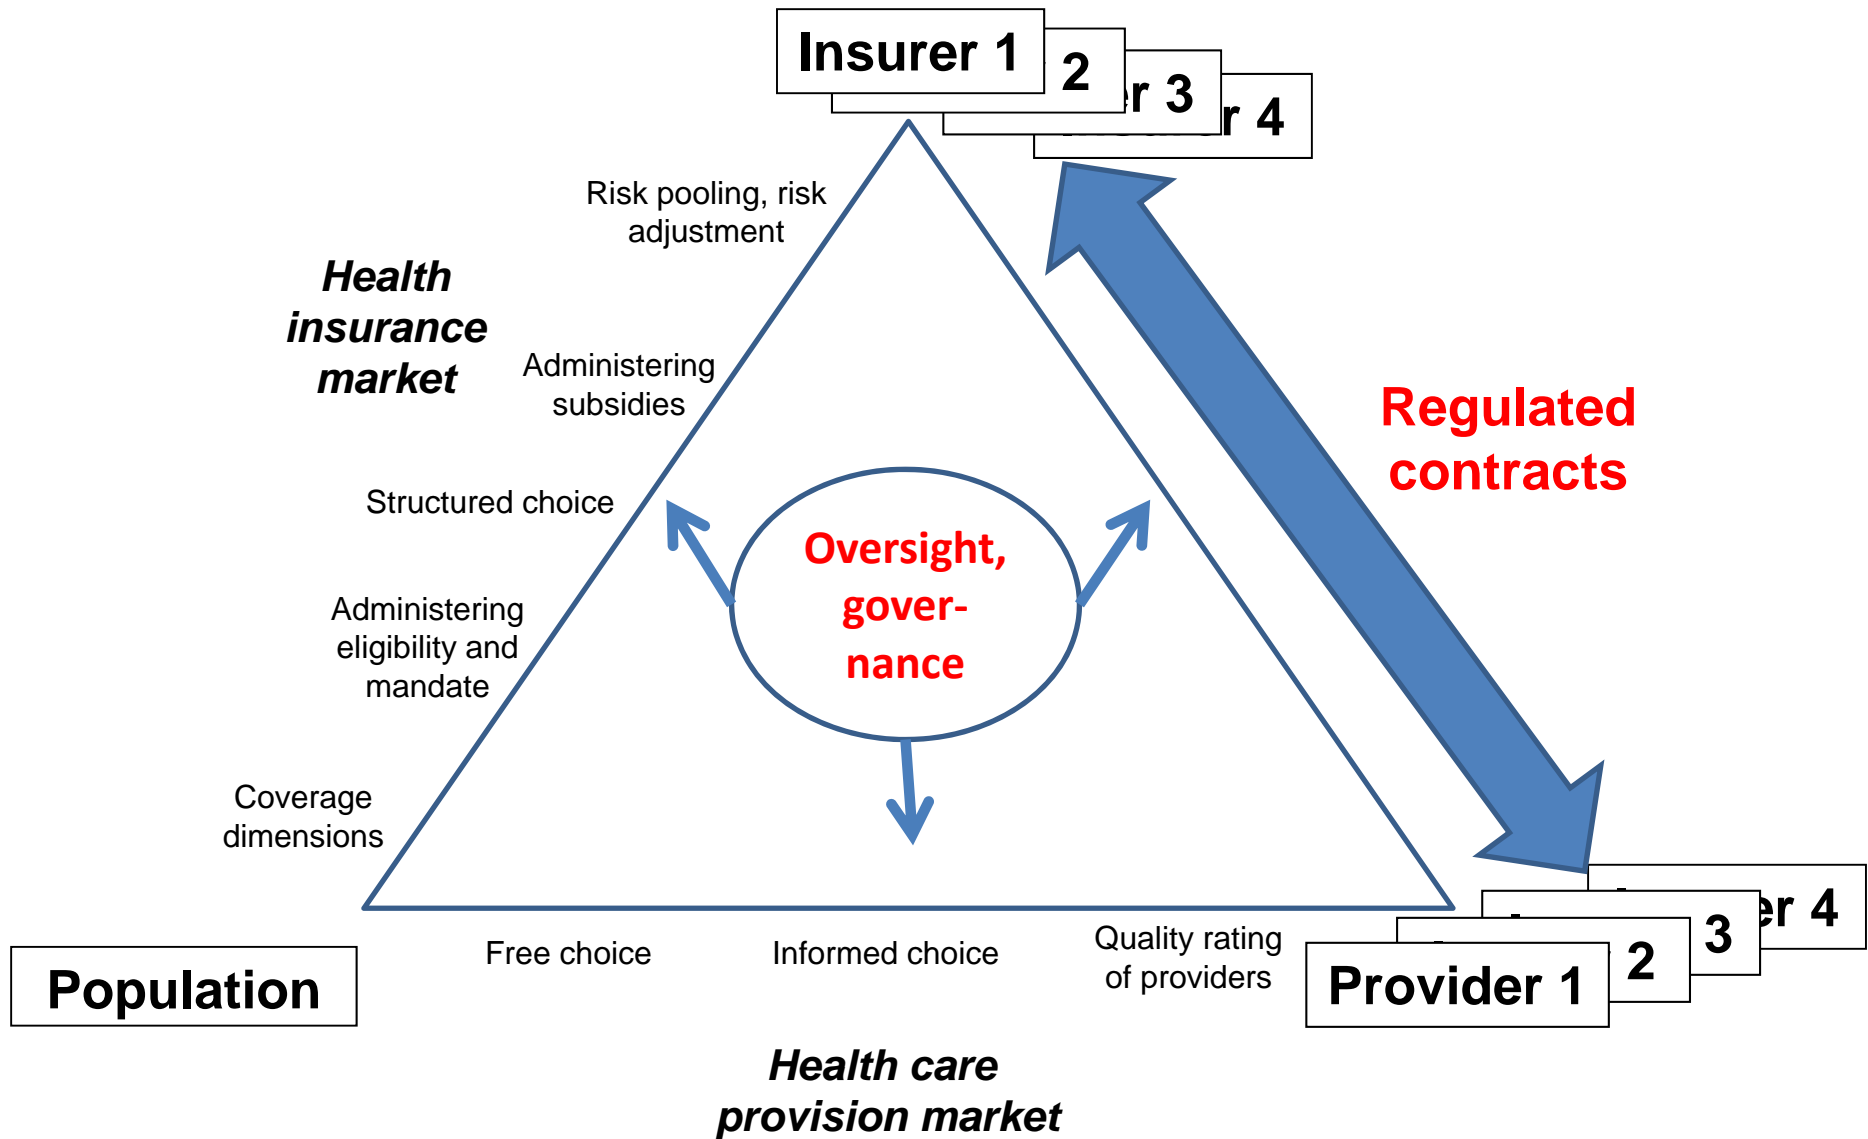 Insurer 1
2
er 3
r 4
Risk pooling, risk
adjustment
Health
insurance
market
Administering
subsidies
Regulated
contracts
Structured choice
Oversight,
gover-
nance
Administering
eligibility and
mandate
Coverage
dimensions
er 4
3
2
Provider 1
Free choice
Informed choice
Quality rating
of providers
Population
Health care
provision market